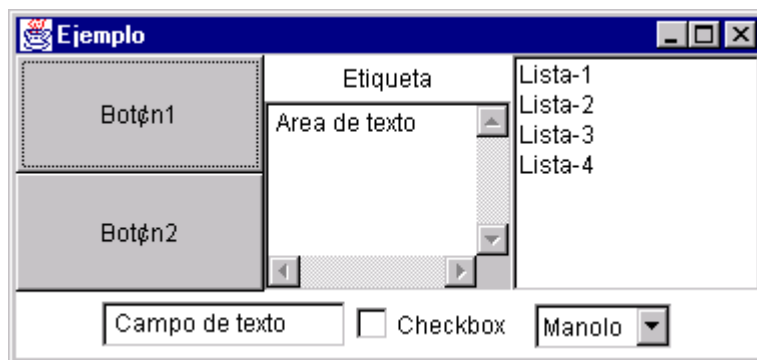 Ejemplo
Bot¢n1
Bot¢n2
Etiqueta
Area de texto
Lista-1
Lista-2
Lista-3
Lista-4
Campo de texto
Checkbox
Manolo